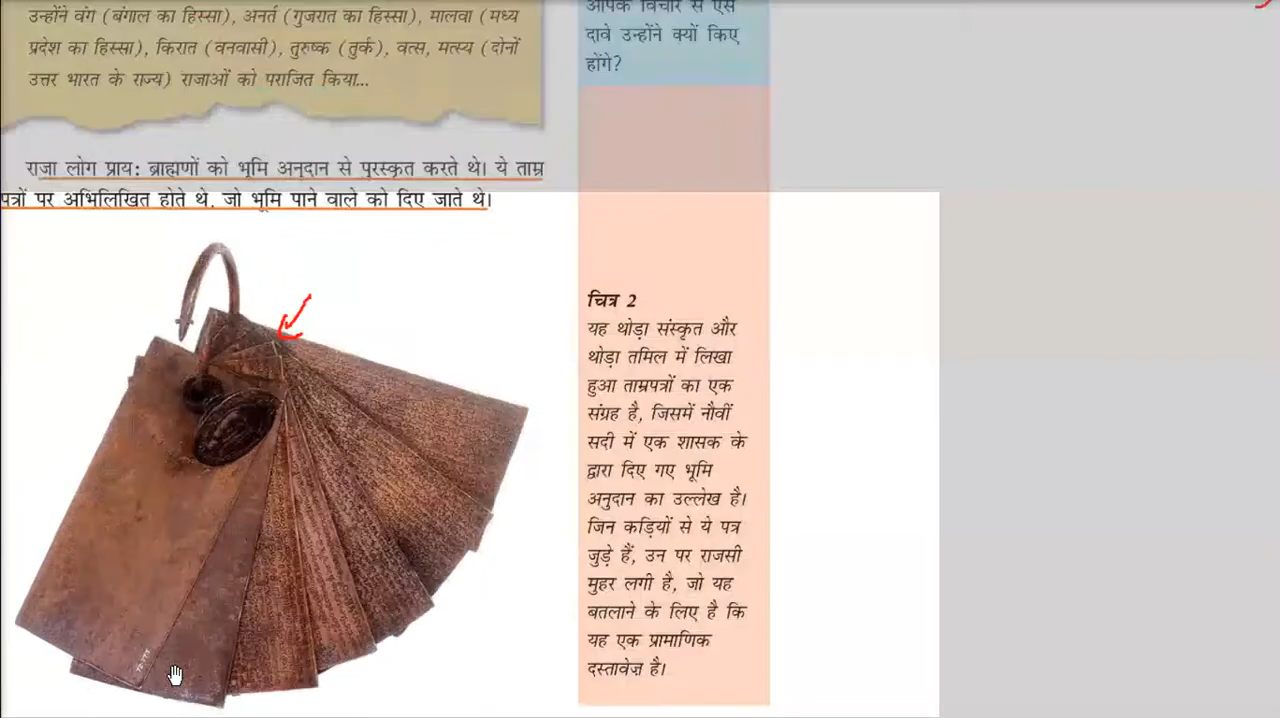 उन्होंने वंग (बंगाल का हिस्सा), अनर्त (गुजरात का हिस्सा), मालवा (मध्य
प्रदेश का हिस्सा), किरात (वनवासी), तुरुष्क (तुर्क), वत्स, मत्स्य (दोनों
उत्तर भारत के राज्य) राजाओं को पराजित किया...
राजा लोग प्राय: ब्राह्मणों को भूमि अनुदान से पुरस्कृत करते थे। ये ताम्र
पत्रों पर अभिलिखित होते थे, जो भूमि पाने वाले को दिए जाते थे।
आपके विचार से ऐसे
दावे उन्होंने क्यों किए
होंगे?
चित्र 2
यह थोड़ा संस्कृत और
थोड़ा तमिल में लिखा
हुआ ताम्रपत्रों का एक
संग्रह है, जिसमें नौवीं
सदी में एक शासक के
द्वारा दिए गए भूमि
अनुदान का उल्लेख है।
जिन कड़ियों से ये पत्र
जुड़े हैं, उन पर राजसी
मुहर लगी है, जो यह
बतलाने के लिए है कि
यह एक प्रामाणिक
दस्तावेज़ है।